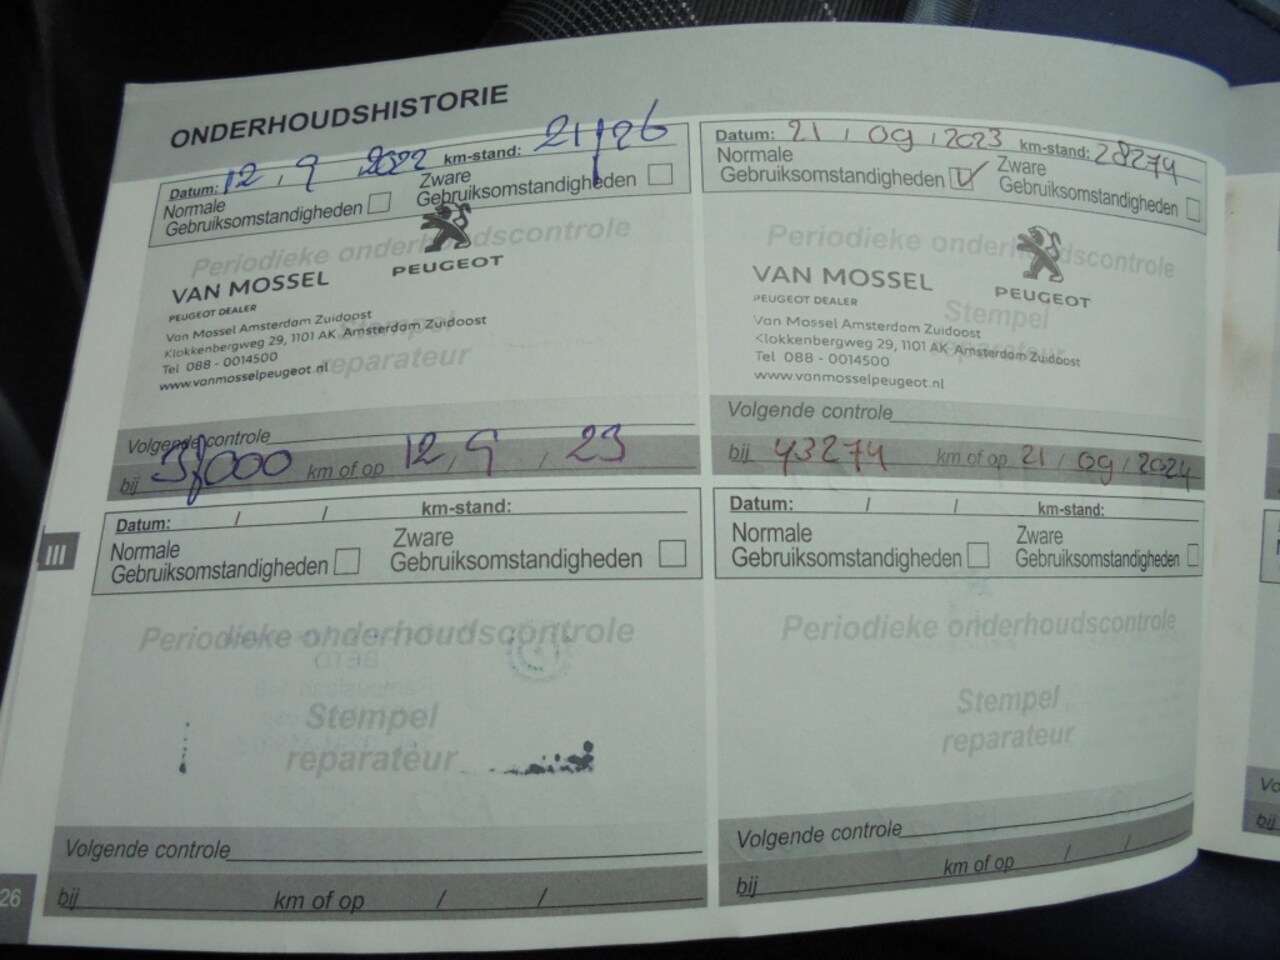 ONDERHOUDSHISTORIE
Datum: 12, 9, 2022 km-stand:
Normale Gebruiksomstandigheden
Zware Gebruiksomstandigheden
Periodieke onderhoudscontrole
PEUGEOT
VAN MOSSEL
PEUGEOT DEALER
Van Mossel Amsterdam Zuidoost
Klokkenbergweg 29, 1101 AK Amsterdam Zuidoost
Tel 088 - 0014500
www.vanmosselpeugeot.nl
Stempel
reparateur
Volgende controle
bij km of op 12, 9, 23
Datum: 21 / 09 / 2023 km-stand: 28274
Normale Gebruiksomstandigheden
Zware Gebruiksomstandigheden
Periodieke onderhoudscontrole
PEUGEOT
VAN MOSSEL
PEUGEOT DEALER
Stempel
Van Mossel Amsterdam Zuidoost
Klokkenbergweg 29, 1101 AK Amsterdam Zuidoost
Tel 088 - 0014500
www.vanmosselpeugeot.nl
Volgende controle
bij 43274 km of op 21 / 09 / 2024
III
Datum: / / km-stand:
Normale Gebruiksomstandigheden
Zware Gebruiksomstandigheden
Periodieke onderhoudscontrole
Stempel
reparateur
Volgende controle
bij km of op / /
Datum: / / km-stand:
Normale Gebruiksomstandigheden
Zware Gebruiksomstandigheden
Periodieke onderhoudscontrole
Stempel
reparateur
Volgende controle
bij km of op / /
26
bij